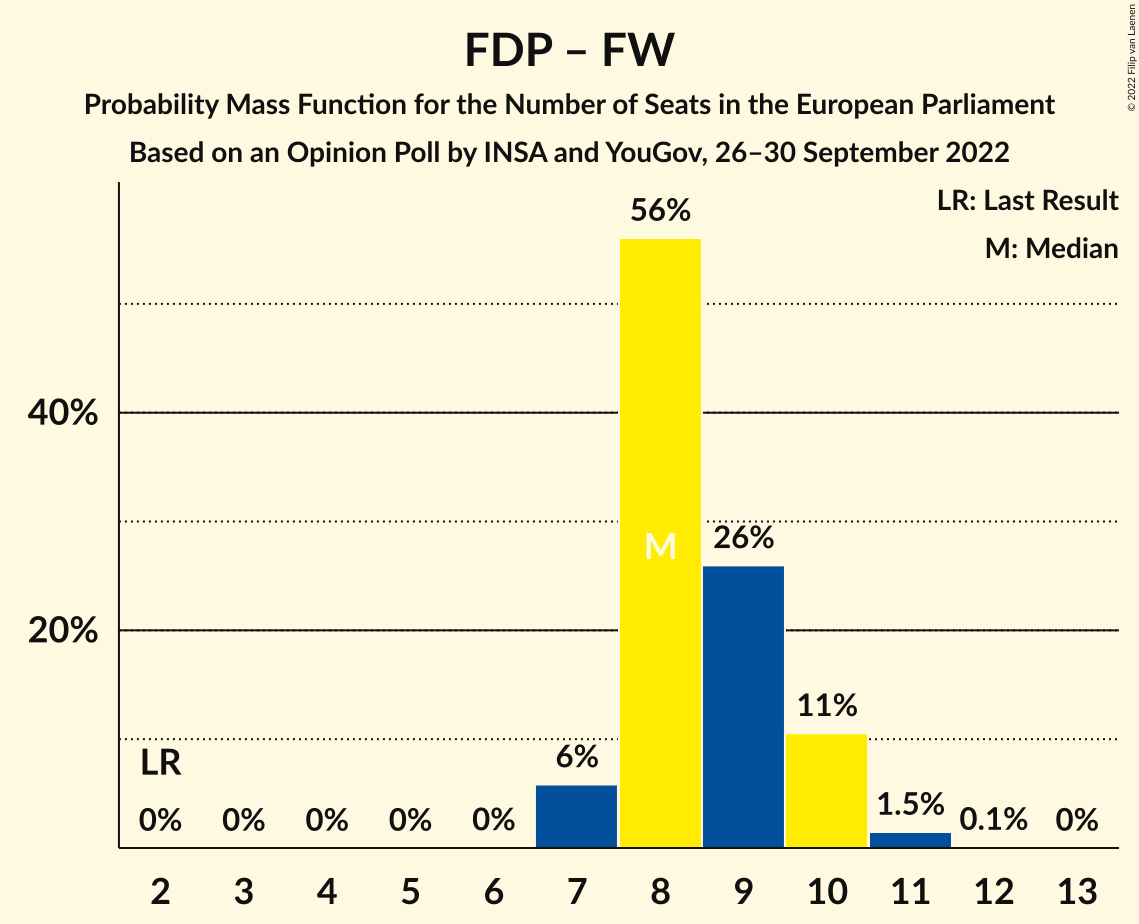 FDP – FW
Probability Mass Function for the Number of Seats in the European Parliament
Based on an Opinion Poll by INSA and YouGov, 26–30 September 2022
© 2022 Filip van Laenen
LR: Last Result
M: Median
56%
40%
M
26%
20%
11%
LR
6%
0% 0% 0% 0% 0% 1.5% 0.1% 0%
2 3 4 5 6 7 8 9 10 11 12 13